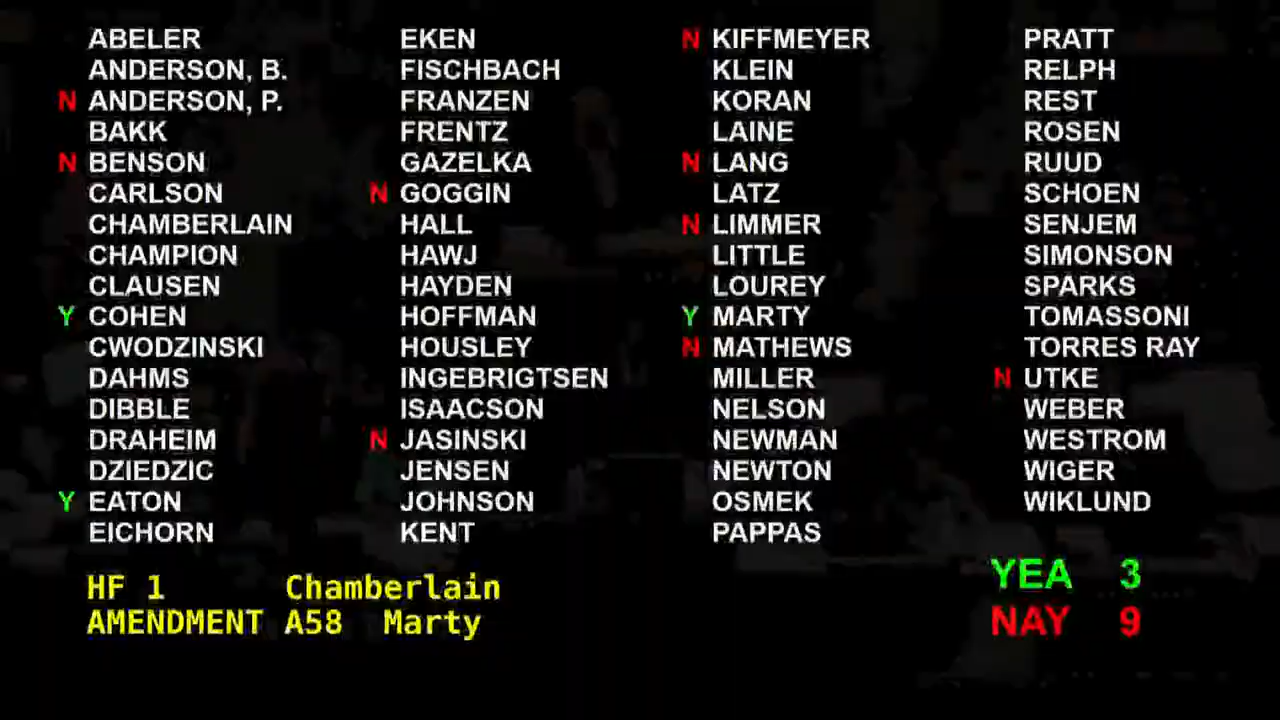 ABELER
ANDERSON, B.
N ANDERSON, P.
BAKK
N BENSON
CARLSON
CHAMBERLAIN
CHAMPION
CLAUSEN
Y COHEN
CWODZINSKI
DAHMS
DIBBLE
DRAHEIM
DZIEDZIC
Y EATON
EICHORN
EKEN
FISCHBACH
FRANZEN
FRENTZ
GAZELKA
N GOGGIN
HALL
HAWJ
HAYDEN
HOFFMAN
HOUSLEY
INGEBRIGTSEN
ISAACSON
N JASINSKI
JENSEN
JOHNSON
KENT
N KIFFMEYER
KLEIN
KORAN
LAINE
N LANG
LATZ
N LIMMER
LITTLE
LOUREY
Y MARTY
N MATHEWS
MILLER
NELSON
NEWMAN
NEWTON
OSMEK
PAPPAS
PRATT
RELPH
REST
ROSEN
RUUD
SCHOEN
SENJEM
SIMONSON
SPARKS
TOMASSONI
TORRES RAY
N UTKE
WEBER
WESTROM
WIGER
WIKLUND
HF 1 Chamberlain
AMENDMENT A58 Marty
YEA 3
NAY 9